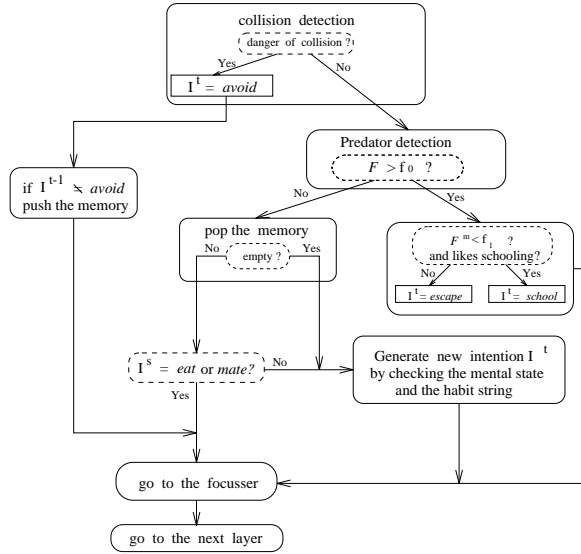 collision detection
danger of collision ?
Yes
No
I^t = avoid
Predator detection
F > f₀ ?
No
Yes
if I^t-1 ≍ avoid
push the memory
pop the memory
No
empty ?
Yes
F^m < f₁ ?
and likes schooling?
No
Yes
I^t = escape
I^t = school
I^s = eat or mate?
No
Yes
Generate new intention I^t
by checking the mental state
and the habit string
go to the focusser
go to the next layer